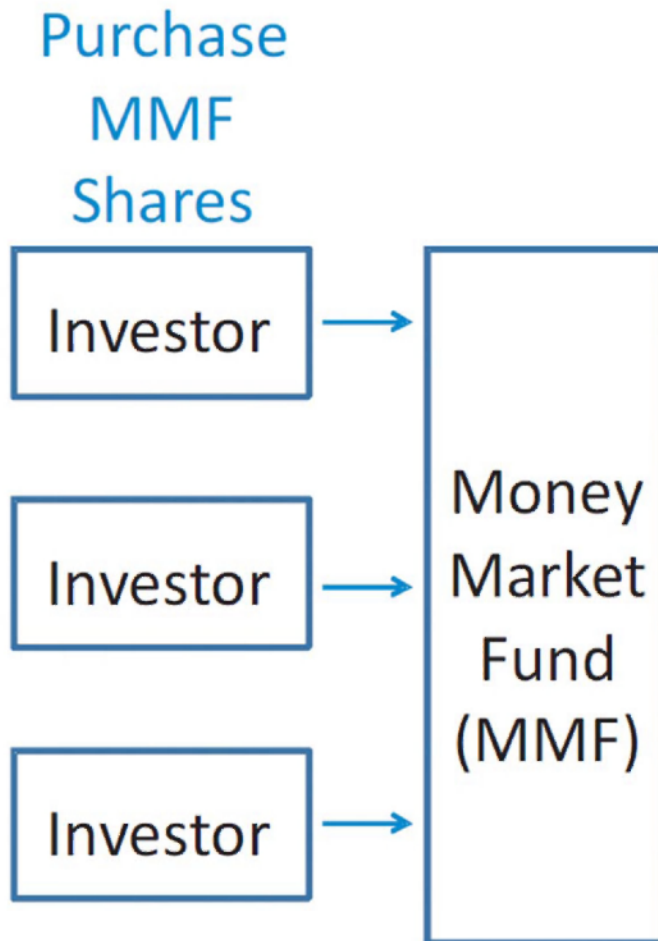 Purchase
MMF
Shares
Investor
Investor
Investor
Money
Market
Fund
(MMF)